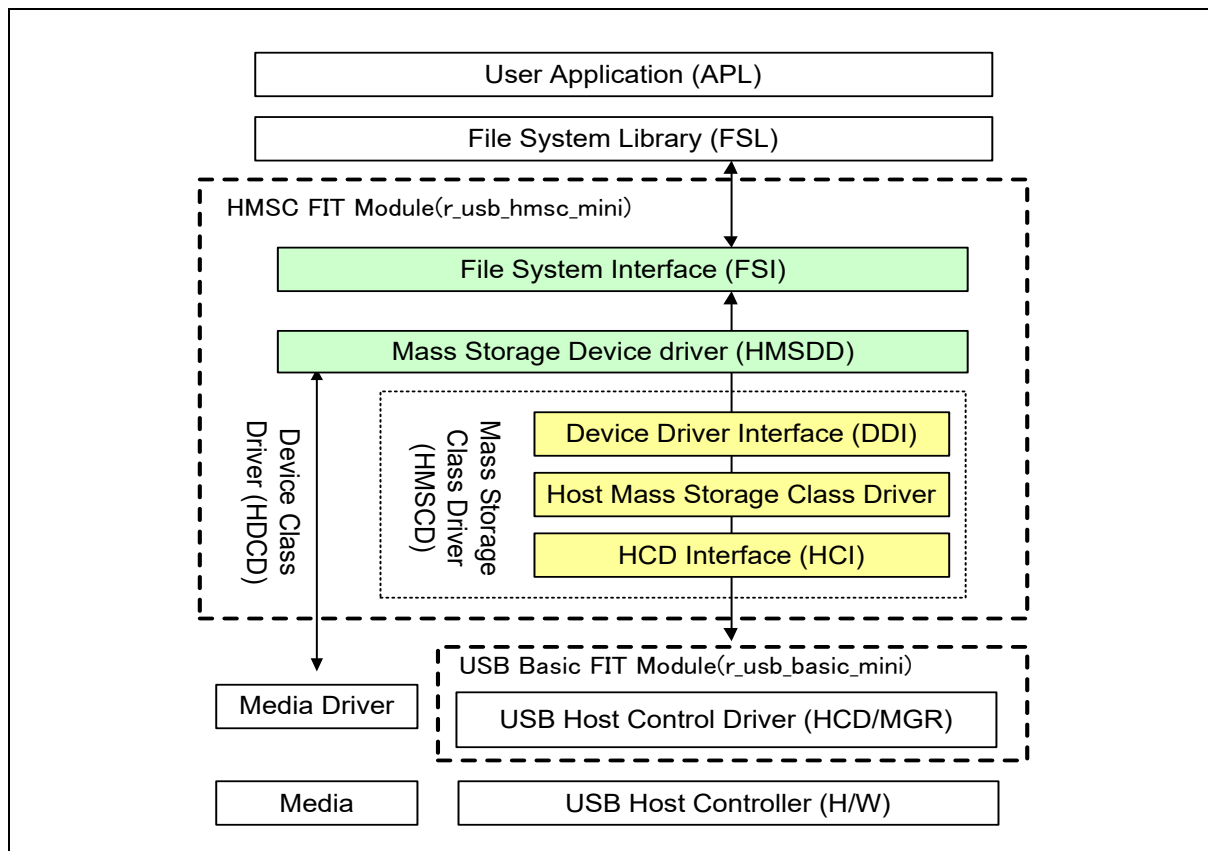 User Application (APL)
File System Library (FSL)
HMSC FIT Module(r_usb_hmsc_mini)
File System Interface (FSI)
Mass Storage Device driver (HMSDD)
Device Class
Driver (HDCD)
Mass Storage
Class Driver
(HMSCD)
Device Driver Interface (DDI)
Host Mass Storage Class Driver
HCD Interface (HCI)
USB Basic FIT Module(r_usb_basic_mini)
Media Driver
USB Host Control Driver (HCD/MGR)
Media
USB Host Controller (H/W)